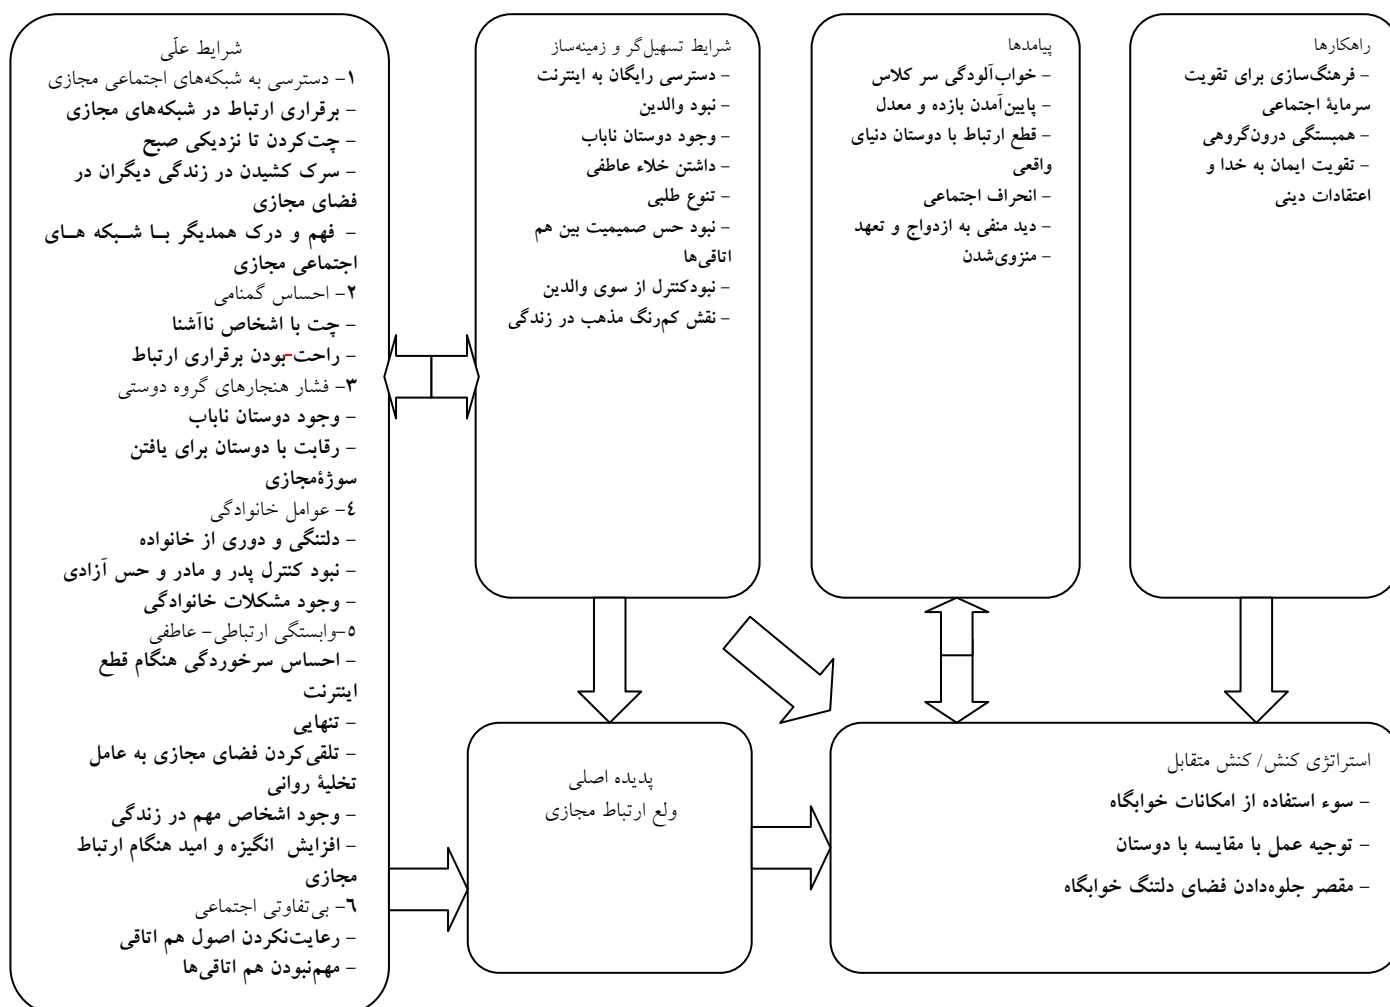 شرایط علّی
۱- دسترسی به شبکه‌های اجتماعی مجازی
- برقراری ارتباط در شبکه‌های مجازی
- چت‌کردن تا نزدیکی صبح
- سرک کشیدن در زندگی دیگران در
فضای مجازی
- فهم و درک همدیگر بـا شـبکه هـای
اجتماعی مجازی
۲- احساس گمنامی
- چت با اشخاص ناآشنا
- راحت-بودن برقراری ارتباط
۳- فشار هنجارهای گروه دوستی
- وجود دوستان ناباب
- رقابت با دوستان برای یافتن
سوژهٔمجازی
٤- عوامل خانوادگی
- دلتنگی و دوری از خانواده
- نبود کنترل پدر و مادر و حس آزادی
- وجود مشکلات خانوادگی
٥-وابستگی ارتباطی- عاطفی
- احساس سرخوردگی هنگام قطع
اینترنت
- تنهایی
- تلقی‌کردن فضای مجازی به عامل
تخلیهٔ روانی
- وجود اشخاص مهم در زندگی
- افزایش انگیزه و امید هنگام ارتباط
مجازی
٦- بی‌تفاوتی اجتماعی
- رعایت‌نکردن اصول هم اتاقی
- مهم‌نبودن هم اتاقی‌ها
شرایط تسهیل‌گر و زمینه‌ساز
- دسترسی رایگان به اینترنت
- نبود والدین
- وجود دوستان ناباب
- داشتن خلاء عاطفی
- تنوع طلبی
- نبود حس صمیمیت بین هم
اتاقی‌ها
- نبودکنترل از سوی والدین
- نقش کم‌رنگ مذهب در زندگی
پیامدها
- خواب‌آلودگی سر کلاس
- پایین‌آمدن بازده و معدل
- قطع ارتباط با دوستان دنیای
واقعی
- انحراف اجتماعی
- دید منفی به ازدواج و تعهد
- منزوی‌شدن
راهکارها
- فرهنگ‌سازی برای تقویت
سرمایهٔ اجتماعی
- همبستگی درون‌گروهی
- تقویت ایمان به خدا و
اعتقادات دینی
پدیده اصلی
ولع ارتباط مجازی
استراتژی کنش/ کنش متقابل
- سوء استفاده از امکانات خوابگاه
- توجیه عمل با مقایسه با دوستان
- مقصر جلوه‌دادن فضای دلتنگ خوابگاه